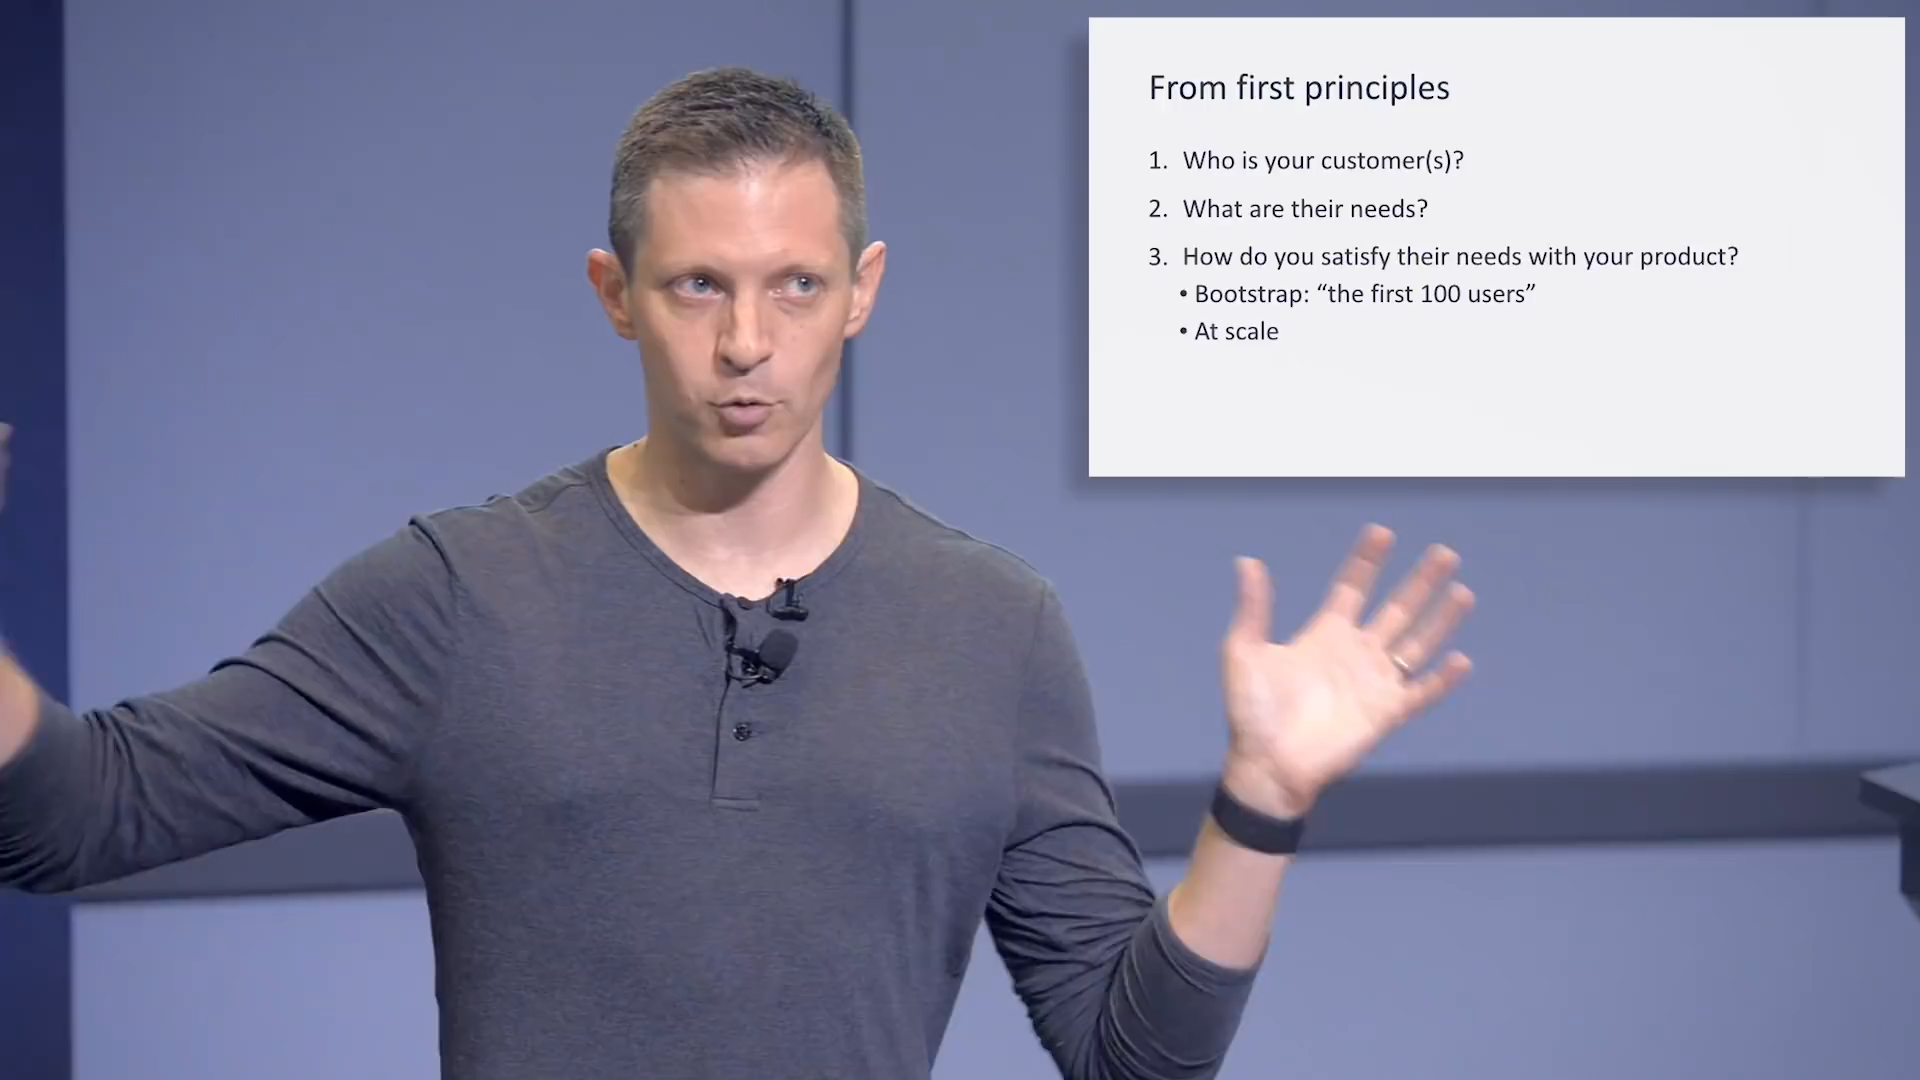 From first principles
1. Who is your customer(s)?
2. What are their needs?
3. How do you satisfy their needs with your product?
• Bootstrap: “the first 100 users”
• At scale